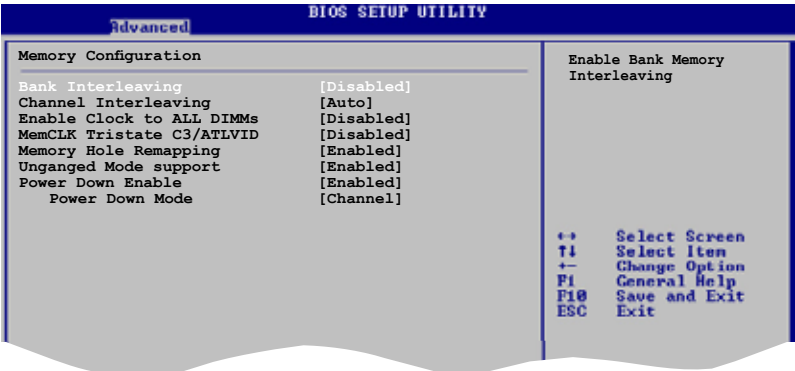 BIOS SETUP UTILITY
Advanced
Memory Configuration
Bank Interleaving [Disabled]
Channel Interleaving [Auto]
Enable Clock to ALL DIMMs [Disabled]
MemCLK Tristate C3/ATLVID [Disabled]
Memory Hole Remapping [Enabled]
Unganged Mode support [Enabled]
Power Down Enable [Enabled]
Power Down Mode [Channel]
Enable Bank Memory
Interleaving
←→ Select Screen
↑↓ Select Item
+- Change Option
F1 General Help
F10 Save and Exit
ESC Exit